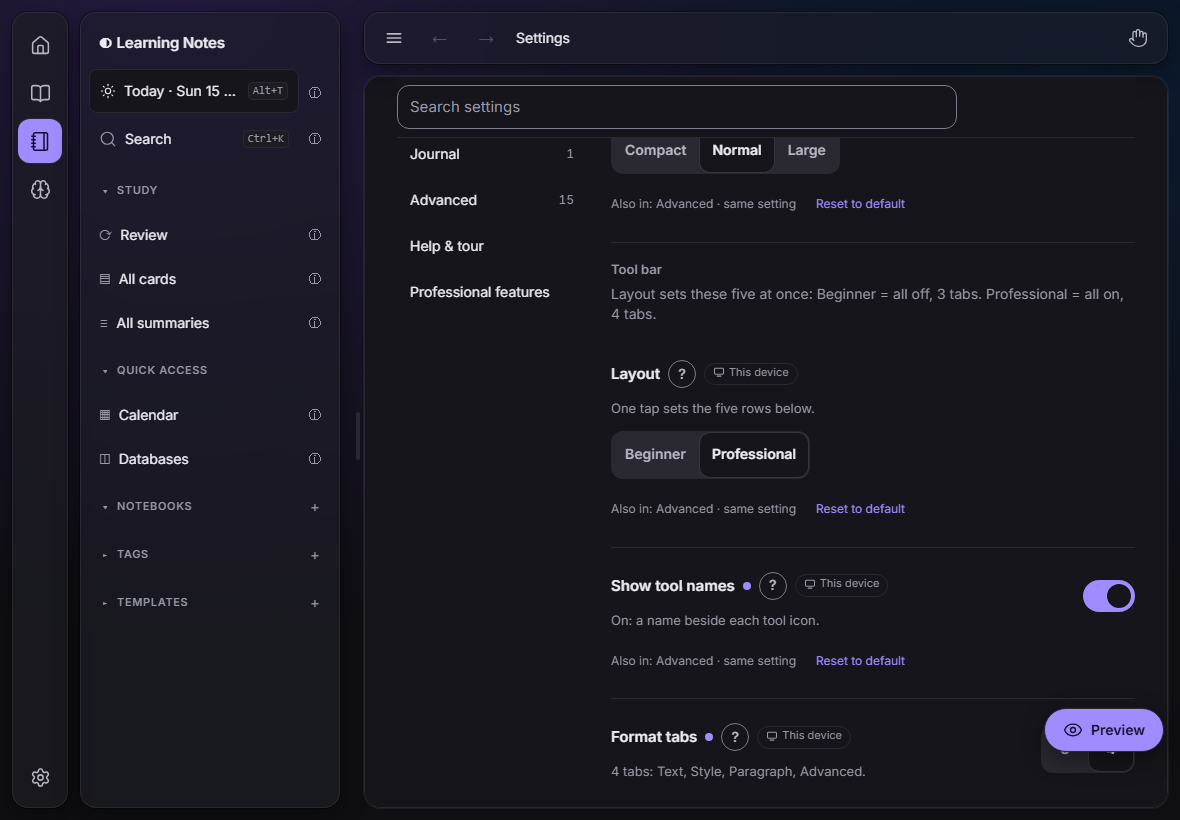 Learning Notes
Today · Sun 15 ... Alt+T
Search Ctrl+K
STUDY
Review
All cards
All summaries
QUICK ACCESS
Calendar
Databases
NOTEBOOKS +
TAGS +
TEMPLATES +
← → Settings
Search settings
Journal 1
Advanced 15
Help & tour
Professional features
Compact Normal Large
Also in: Advanced · same setting Reset to default
Tool bar
Layout sets these five at once: Beginner = all off, 3 tabs. Professional = all on,
4 tabs.
Layout ? This device
One tap sets the five rows below.
Beginner Professional
Also in: Advanced · same setting Reset to default
Show tool names ? This device
On: a name beside each tool icon.
Also in: Advanced · same setting Reset to default
Format tabs ? This device
4 tabs: Text, Style, Paragraph, Advanced.
Preview